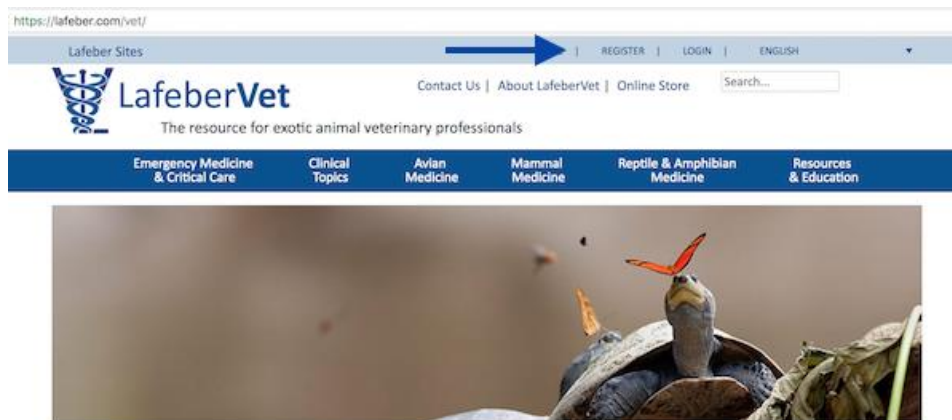 https://lafeber.com/vet/
Lafeber Sites | REGISTER | LOGIN | ENGLISH
LafeberVet
Contact Us | About LafeberVet | Online Store Search...
The resource for exotic animal veterinary professionals
Emergency Medicine & Critical Care
Clinical Topics
Avian Medicine
Mammal Medicine
Reptile & Amphibian Medicine
Resources & Education